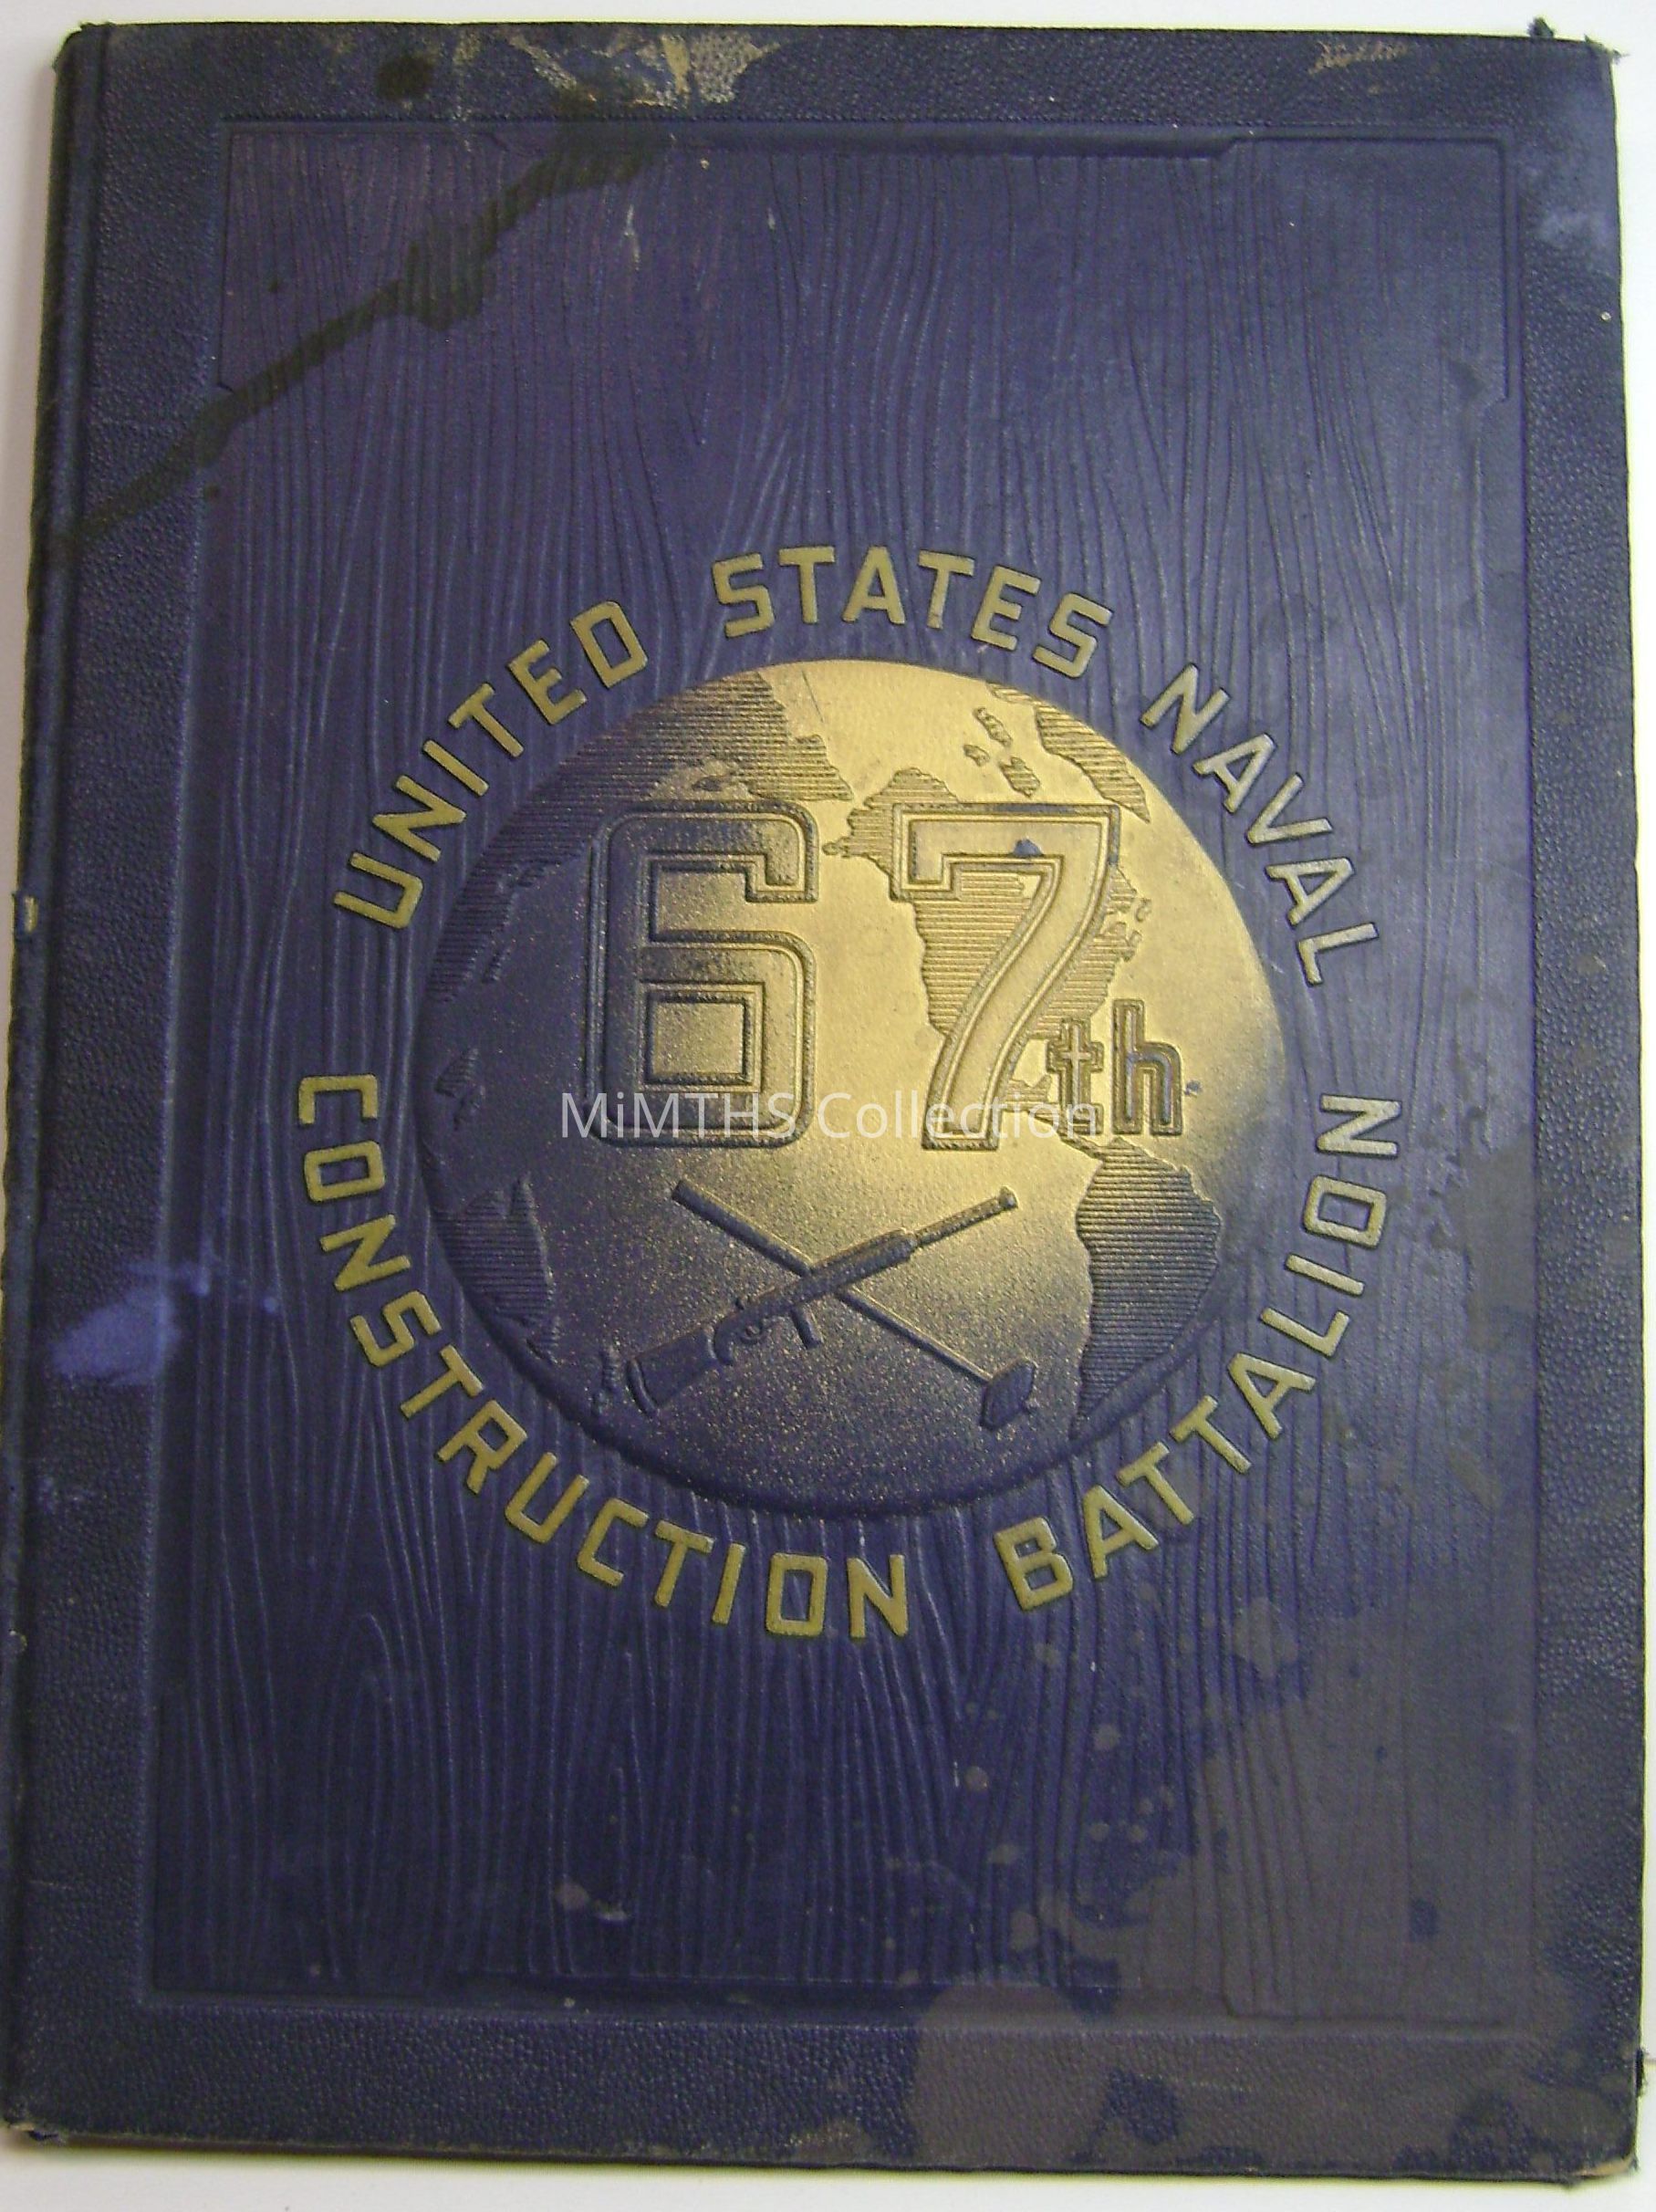 UNITED STATES NAVAL
67th
MiMTHS Collection
CONSTRUCTION BATTALION